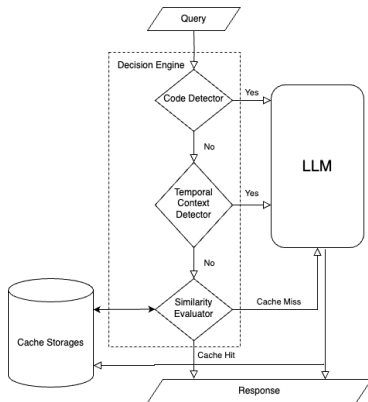 Query
Decision Engine
Code Detector
Yes
No
LLM
Temporal
Context
Detector
Yes
No
Similarity
Evaluator
Cache Miss
Cache Storages
Cache Hit
Response